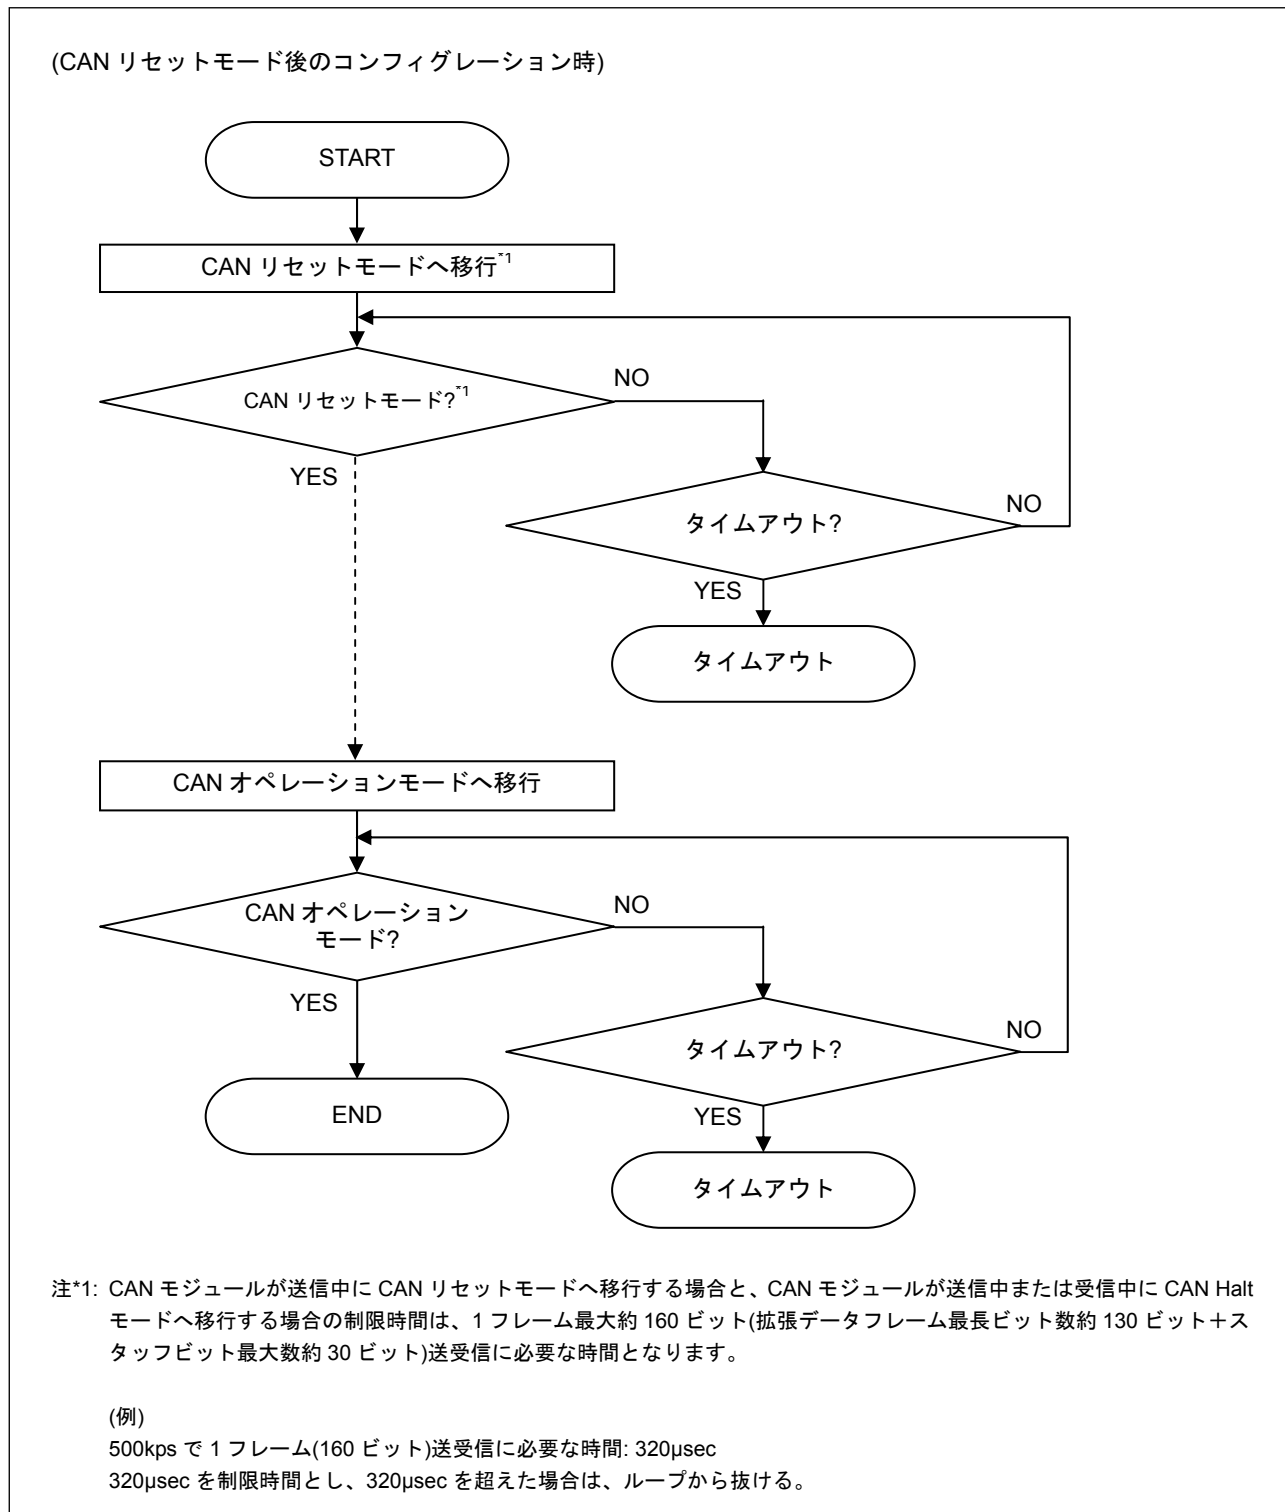 (CAN リセットモード後のコンフィグレーション時)
START
CAN リセットモードへ移行*1
CAN リセットモード?*1
NO
YES
タイムアウト?
NO
YES
タイムアウト
CAN オペレーションモードへ移行
CAN オペレーション
モード?
NO
YES
タイムアウト?
NO
END
YES
タイムアウト
注*1: CAN モジュールが送信中に CAN リセットモードへ移行する場合と、CAN モジュールが送信中または受信中に CAN Halt
モードへ移行する場合の制限時間は、1 フレーム最大約 160 ビット(拡張データフレーム最長ビット数約 130 ビット＋ス
タッフビット最大数約 30 ビット)送受信に必要な時間となります。
(例)
500kps で 1 フレーム(160 ビット)送受信に必要な時間: 320μsec
320μsec を制限時間とし、320μsec を超えた場合は、ループから抜ける。